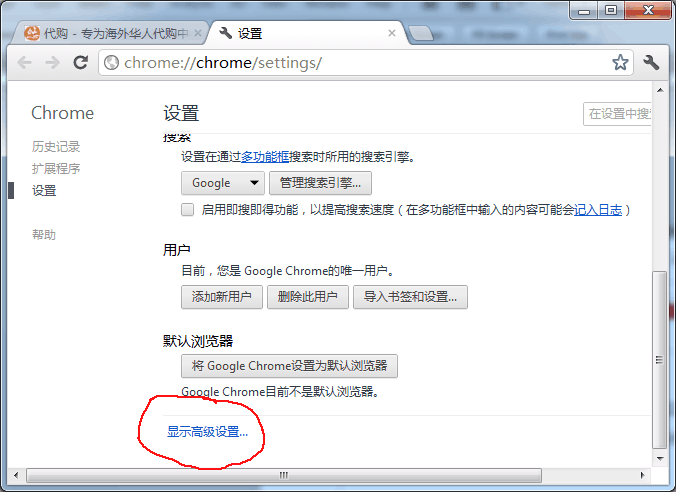 代购 - 专为海外华人代购中
设置
chrome://chrome/settings/
Chrome
设置
在设置中搜
历史记录
扩展程序
设置
帮助
搜索
设置在通过多功能框搜索时所用的搜索引擎。
Google
管理搜索引擎...
启用即搜即得功能，以提高搜索速度（在多功能框中输入的内容可能会记入日志）
用户
目前，您是 Google Chrome的唯一用户。
添加新用户
删除此用户
导入书签和设置...
默认浏览器
将 Google Chrome设置为默认浏览器
Google Chrome目前不是默认浏览器。
显示高级设置...